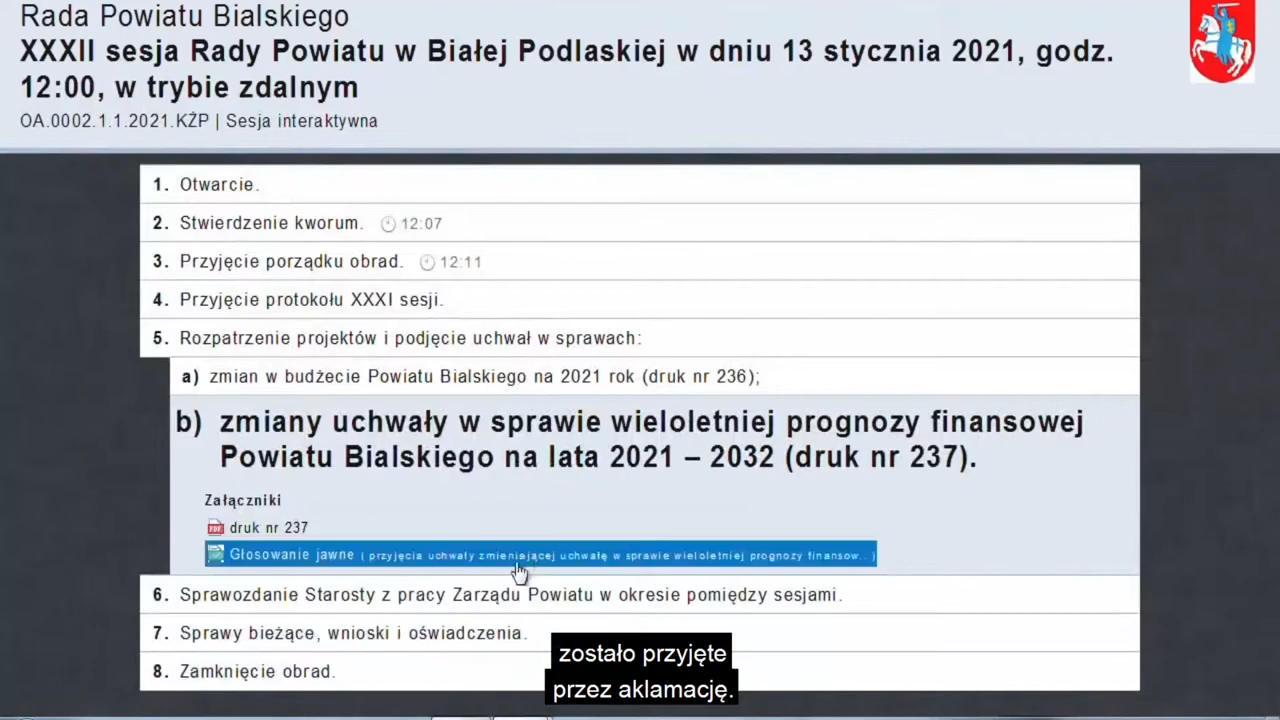 Rada Powiatu Bialskiego
XXXII sesja Rady Powiatu w Białej Podlaskiej w dniu 13 stycznia 2021, godz.
12:00, w trybie zdalnym
OA.0002.1.1.2021.KŻP | Sesja interaktywna
1. Otwarcie.
2. Stwierdzenie kworum. 12:07
3. Przyjęcie porządku obrad. 12:11
4. Przyjęcie protokołu XXXI sesji.
5. Rozpatrzenie projektów i podjęcie uchwał w sprawach:
a) zmian w budżecie Powiatu Bialskiego na 2021 rok (druk nr 236);
b) zmiany uchwały w sprawie wieloletniej prognozy finansowej
Powiatu Bialskiego na lata 2021 – 2032 (druk nr 237).
Załączniki
PDF druk nr 237
Głosowanie jawne ( przyjęcia uchwały zmieniającej uchwałę w sprawie wieloletniej prognozy finansow.. )
6. Sprawozdanie Starosty z pracy Zarządu Powiatu w okresie pomiędzy sesjami.
7. Sprawy bieżące, wnioski i oświadczenia.
8. Zamknięcie obrad.
zostało przyjęte
przez aklamację.